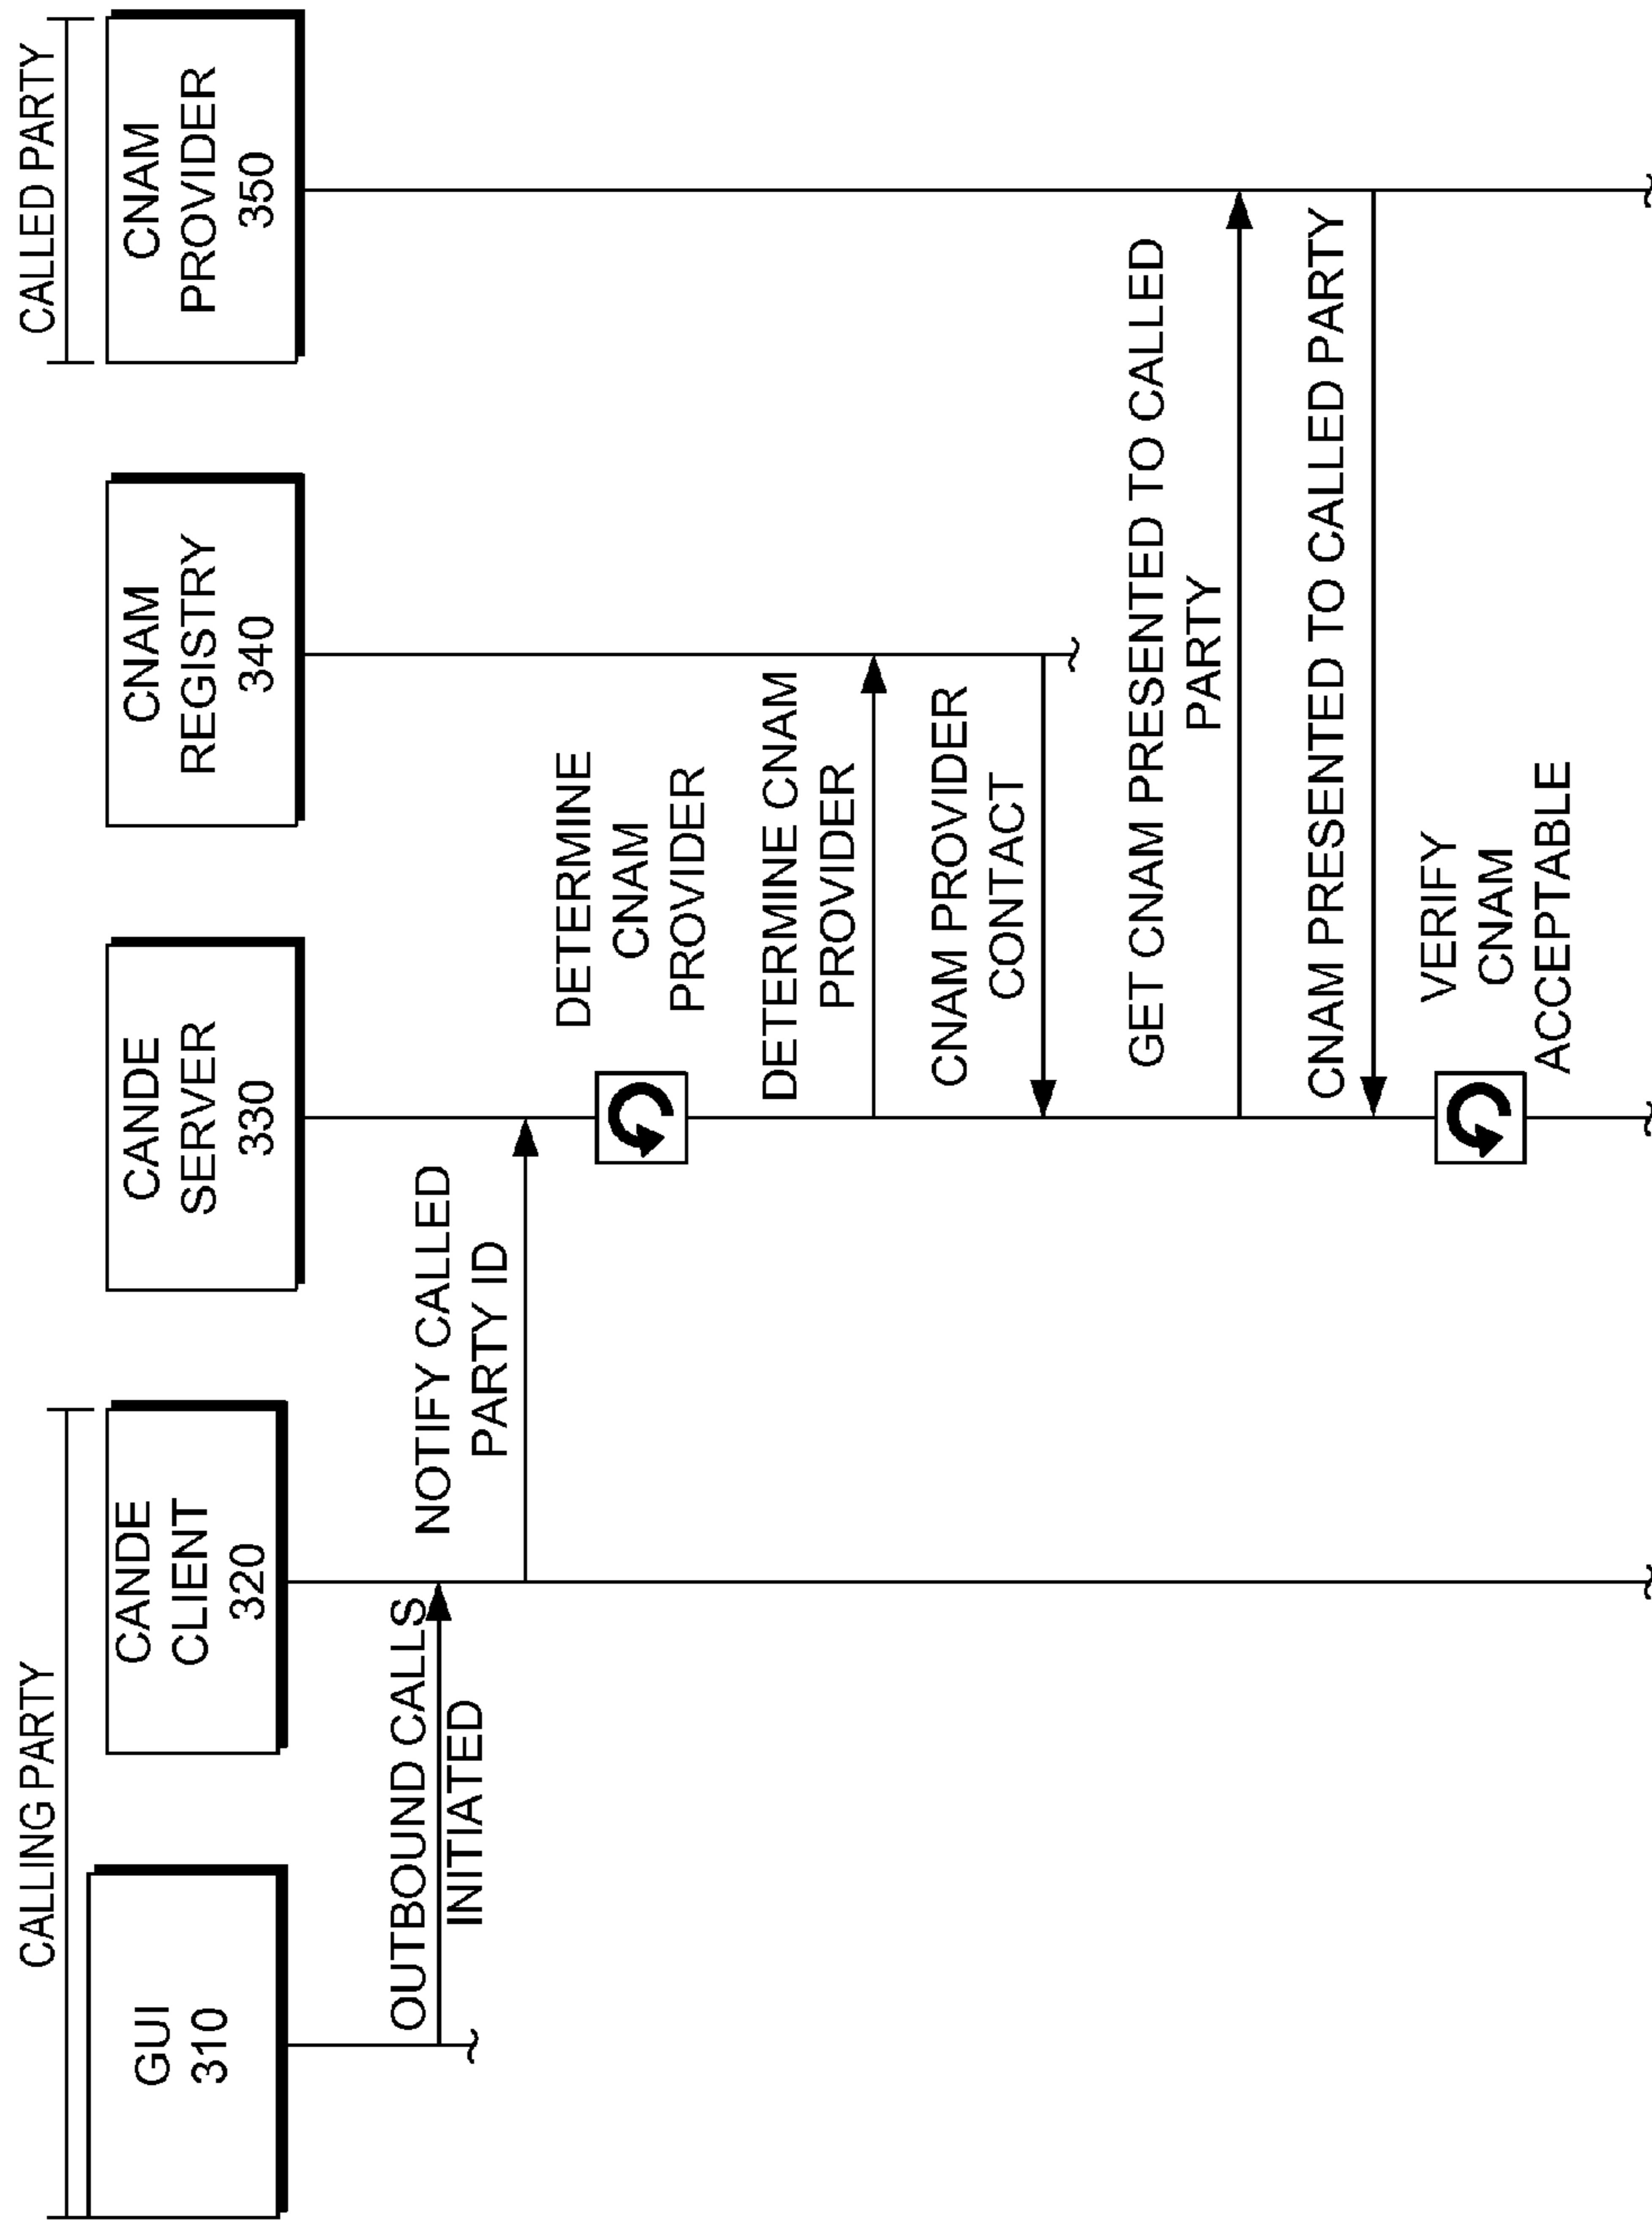 CALLING PARTY
CALLED PARTY
GUI
310
CANDE
CLIENT
320
CANDE
SERVER
330
CNAM
REGISTRY
340
CNAM
PROVIDER
350
OUTBOUND CALLS
INITIATED
NOTIFY CALLED
PARTY ID
DETERMINE
CNAM
PROVIDER
DETERMINE CNAM
PROVIDER
CNAM PROVIDER
CONTACT
GET CNAM PRESENTED TO CALLED
PARTY
CNAM PRESENTED TO CALLED PARTY
VERIFY
CNAM
ACCEPTABLE